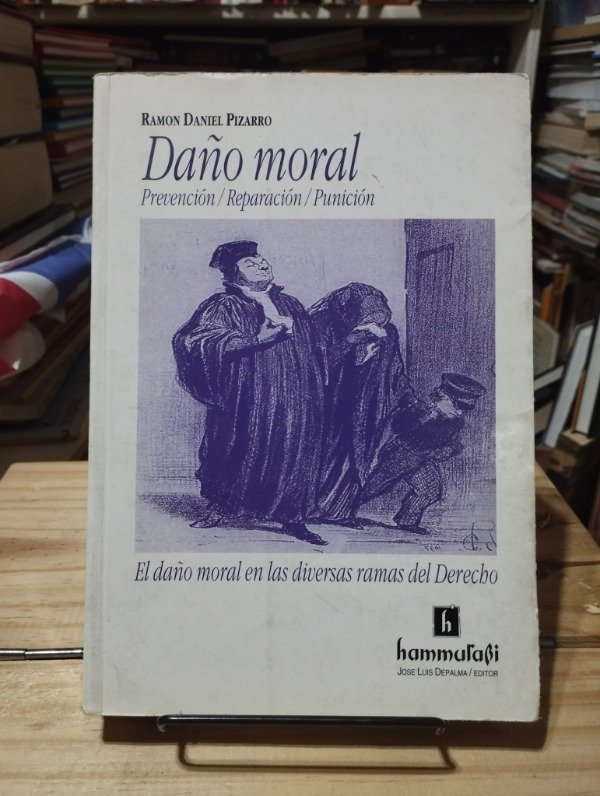 RAMON DANIEL PIZARRO
Daño moral
Prevención / Reparación / Punición
El daño moral en las diversas ramas del Derecho
h
hammuraßi
JOSE LUIS DEPALMA / EDITOR